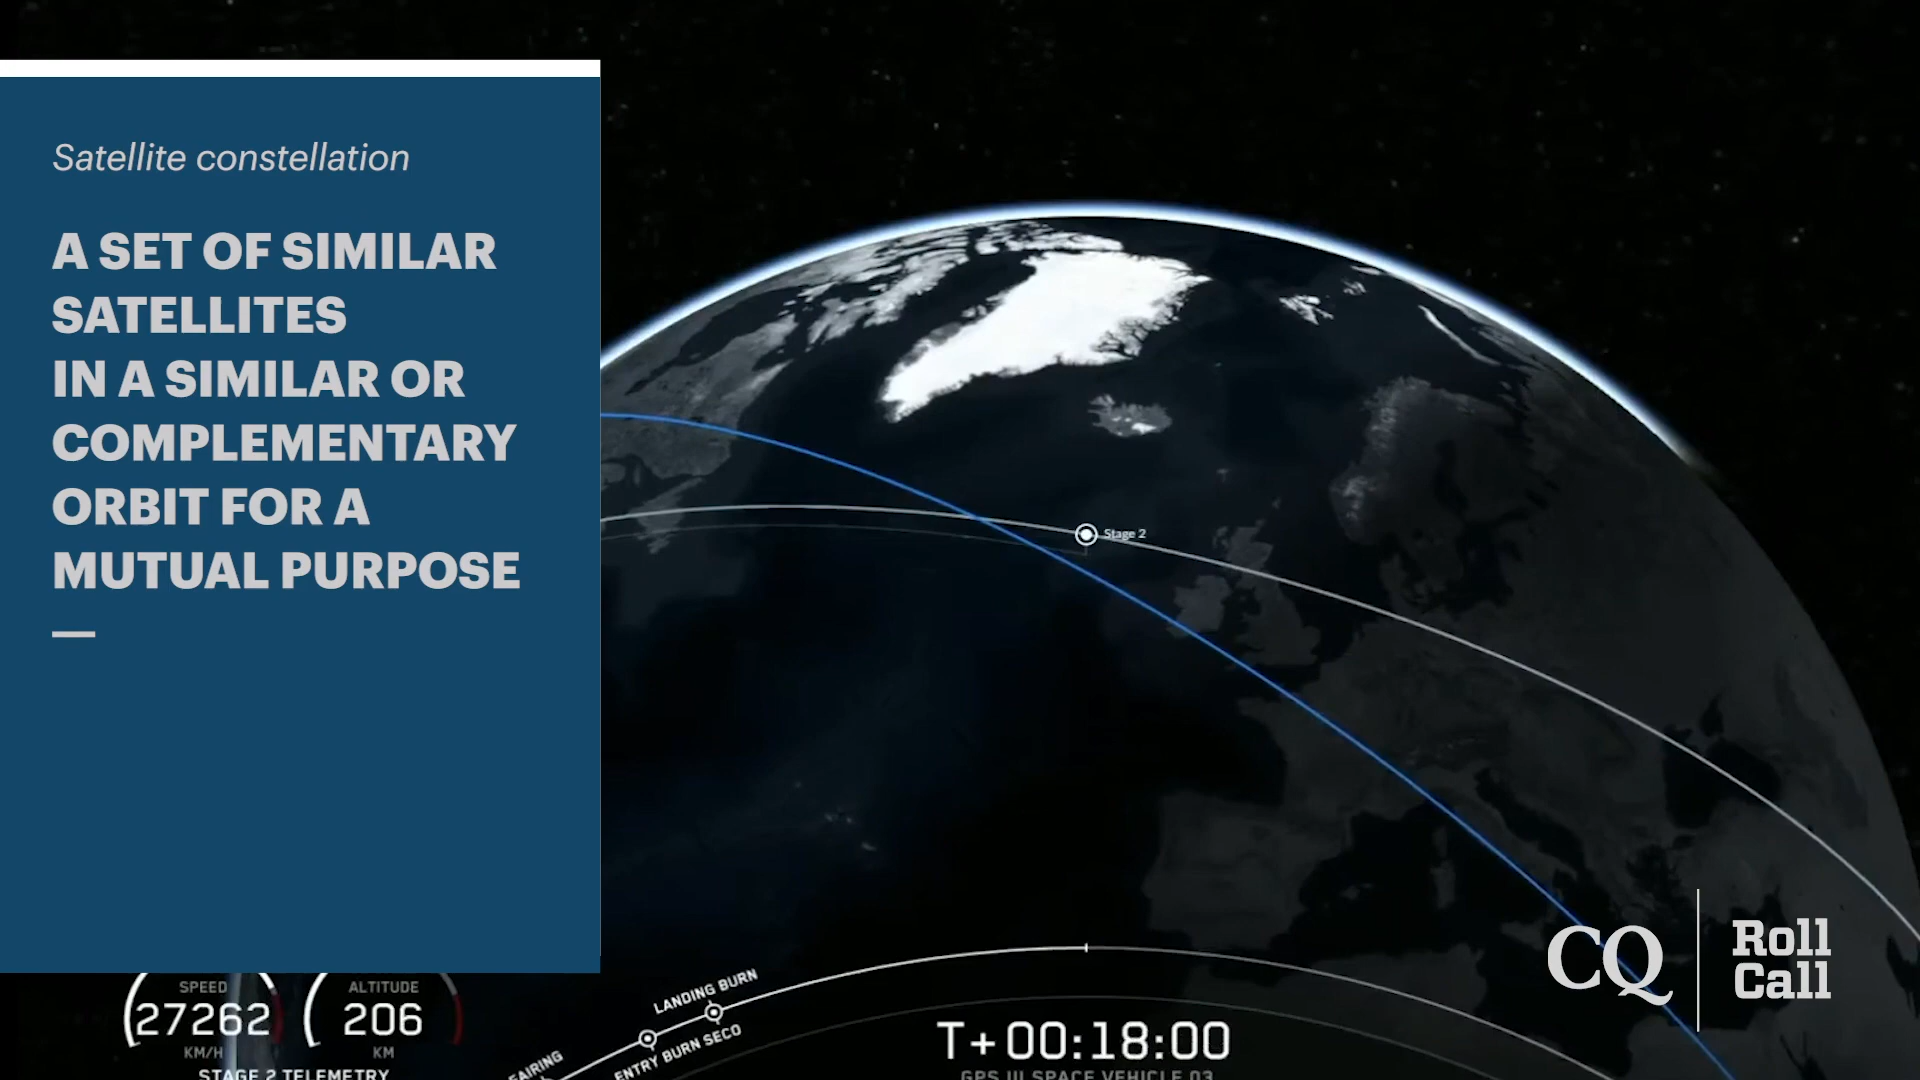 Satellite constellation
A SET OF SIMILAR
SATELLITES
IN A SIMILAR OR
COMPLEMENTARY
ORBIT FOR A
MUTUAL PURPOSE
Stage 2
CQ
Roll
Call
SPEED
27262
KM/H
ALTITUDE
206
KM
STAGE 2 TELEMETRY
LANDING BURN
ENTRY BURN SECO
T+00:18:00
GPS III SPACE VEHICLE 03